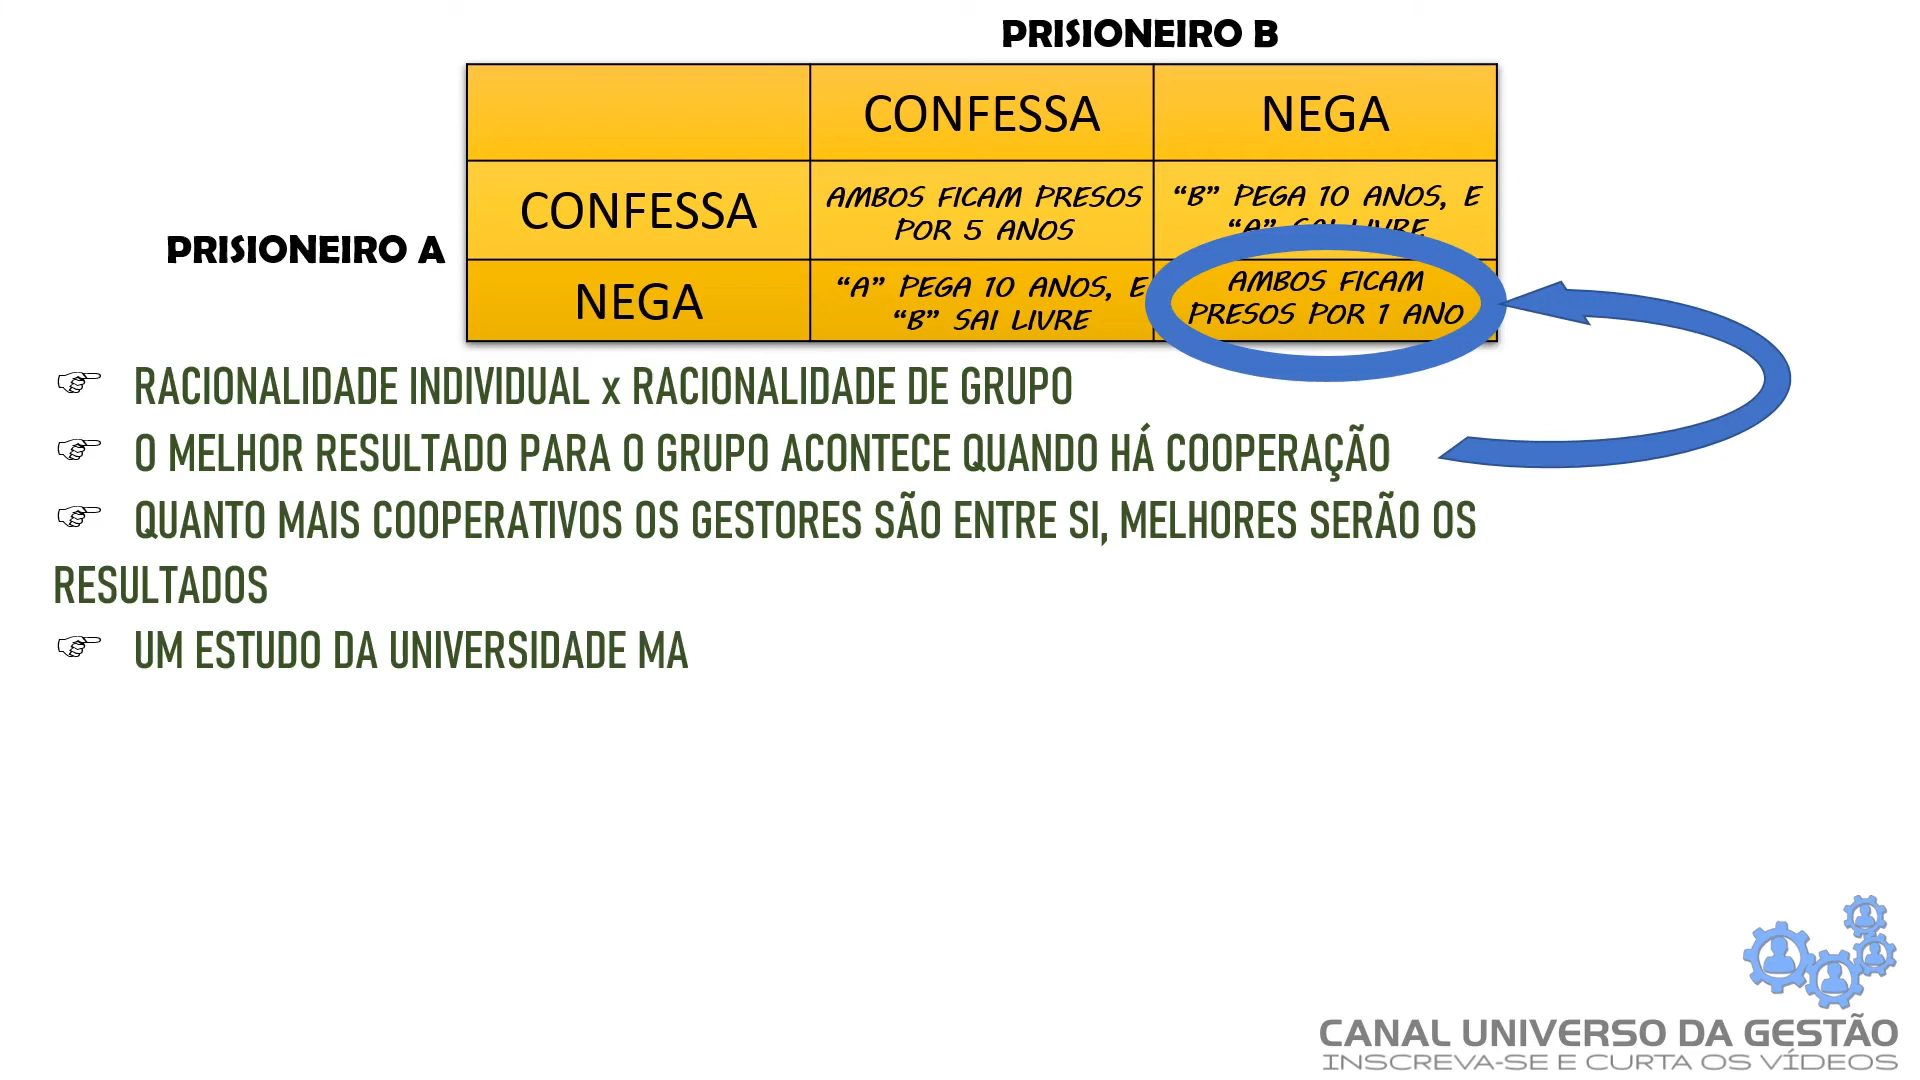 PRISIONEIRO B
CONFESSA
NEGA
PRISIONEIRO A
CONFESSA
AMBOS FICAM PRESOS
POR 5 ANOS
“B” PEGA 10 ANOS, E
“A” SAI LIVRE
NEGA
“A” PEGA 10 ANOS, E
“B” SAI LIVRE
AMBOS FICAM
PRESOS POR 1 ANO
RACIONALIDADE INDIVIDUAL x RACIONALIDADE DE GRUPO
O MELHOR RESULTADO PARA O GRUPO ACONTECE QUANDO HÁ COOPERAÇÃO
QUANTO MAIS COOPERATIVOS OS GESTORES SÃO ENTRE SI, MELHORES SERÃO OS
RESULTADOS
UM ESTUDO DA UNIVERSIDADE MA
CANAL UNIVERSO DA GESTÃO
INSCREVA-SE E CURTA OS VÍDEOS